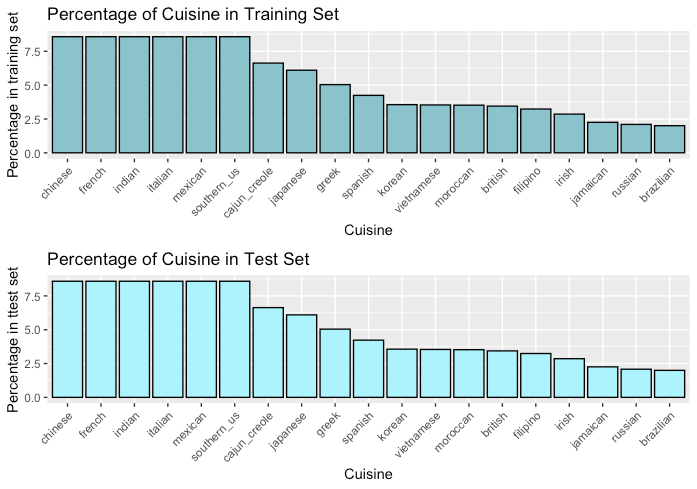 Percentage of Cuisine in Training Set
Percentage in training set
7.5
5.0
2.5
0.0
chinese
french
indian
italian
mexican
southern_us
cajun_creole
japanese
greek
spanish
korean
vietnamese
moroccan
british
filipino
irish
jamaican
russian
brazilian
Cuisine
Percentage of Cuisine in Test Set
Percentage in ttest set
7.5
5.0
2.5
0.0
chinese
french
indian
italian
mexican
southern_us
cajun_creole
japanese
greek
spanish
korean
vietnamese
moroccan
british
filipino
irish
jamaican
russian
brazilian
Cuisine